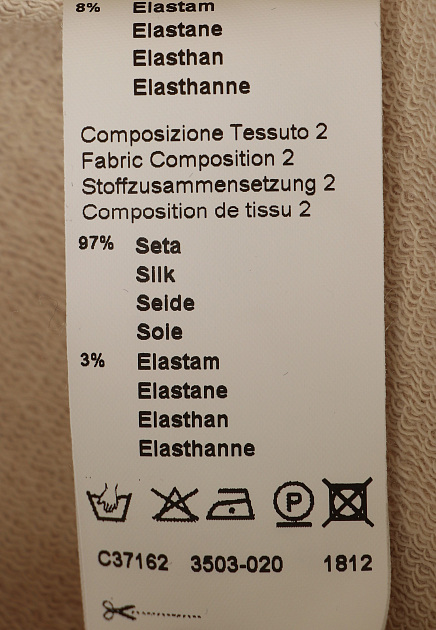 8% Elastam
Elastane
Elasthan
Elasthanne
Composizione Tessuto 2
Fabric Composition 2
Stoffzusammensetzung 2
Composition de tissu 2
97% Seta
Silk
Seide
Soie
3% Elastam
Elastane
Elasthan
Elasthanne
P
C37162 3503-020 1812